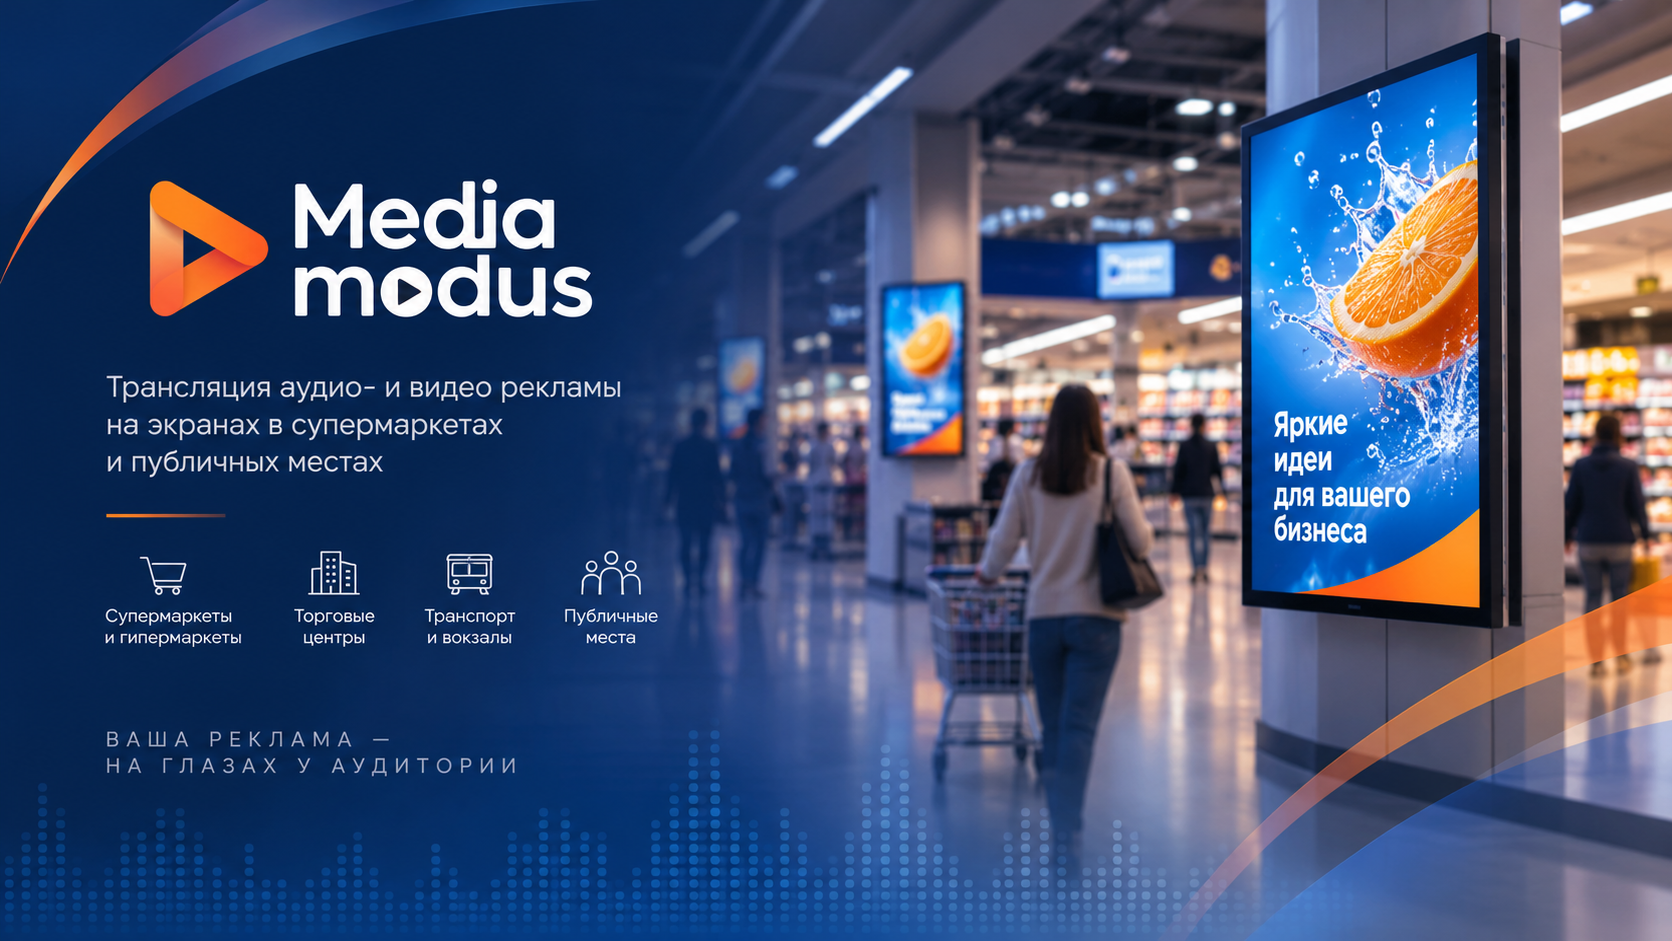 Media
modus
Трансляция аудио- и видео рекламы
на экранах в супермаркетах
и публичных местах
Супермаркеты
и гипермаркеты
Торговые
центры
Транспорт
и вокзалы
Публичные
места
ВАША РЕКЛАМА —
НА ГЛАЗАХ У АУДИТОРИИ
Яркие
идеи
для вашего
бизнеса